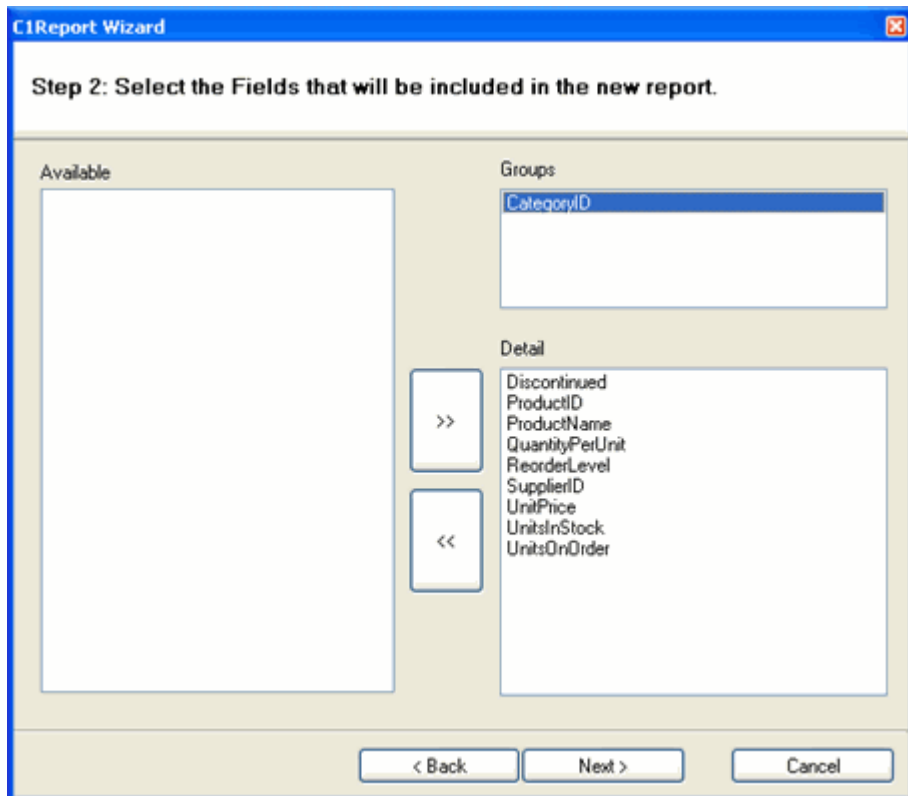 C1Report Wizard
Step 2: Select the Fields that will be included in the new report.
Available
Groups
CategoryID
Detail
Discontinued
ProductID
ProductName
QuantityPerUnit
ReorderLevel
SupplierID
UnitPrice
UnitsInStock
UnitsOnOrder
>>
<<
< Back
Next >
Cancel